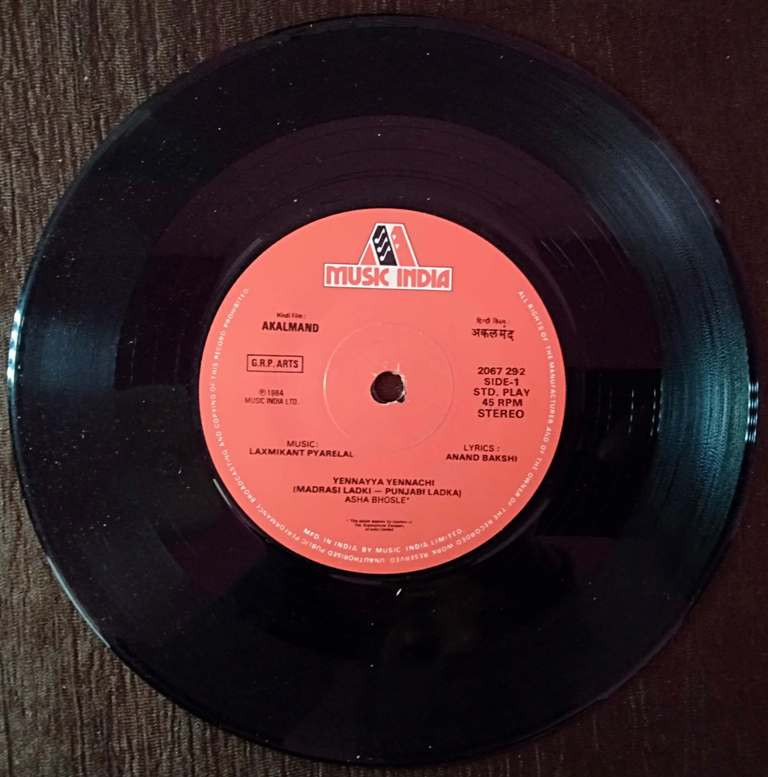 MUSIC INDIA
Hindi Film :
AKALMAND
हिन्दी फिल्म :
अकलमंद
G.R.P. ARTS
℗1984
MUSIC INDIA LTD.
2067 292
SIDE-1
STD. PLAY
45 RPM
STEREO
MUSIC:
LAXMIKANT PYARELAL
LYRICS :
ANAND BAKSHI
YENNAYYA YENNACHI
(MADRASI LADKI — PUNJABI LADKA)
ASHA BHOSLE*
ALL RIGHTS OF THE MANUFACTURER AND OF THE OWNER OF THE RECORDED WORK RESERVED. UNAUTHORISED PUBLIC PERFORMANCE BROADCASTING AND COPYING OF THIS RECORD PROHIBITED.
MFD. IN INDIA BY MUSIC INDIA LIMITED.